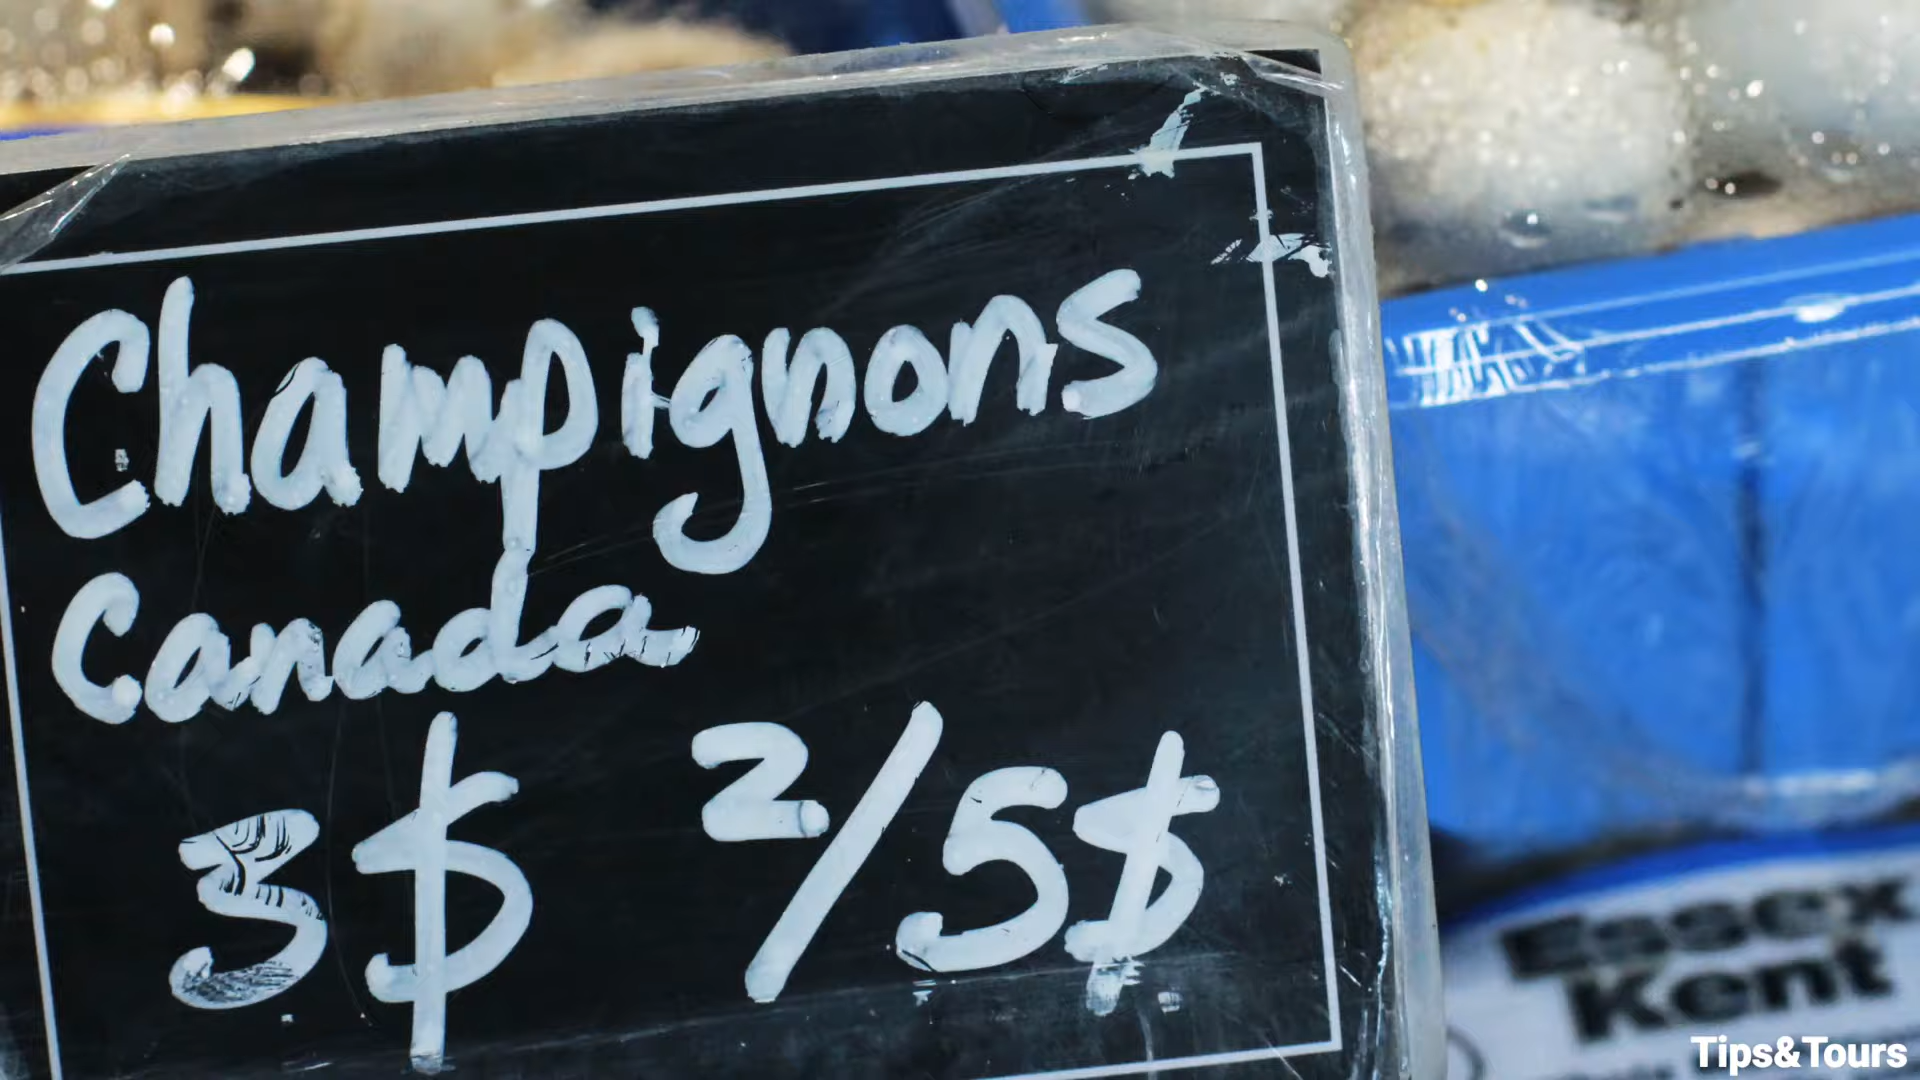 Champignons
Canada
3$ 2/5$
Essex
Kent
Tips&Tours